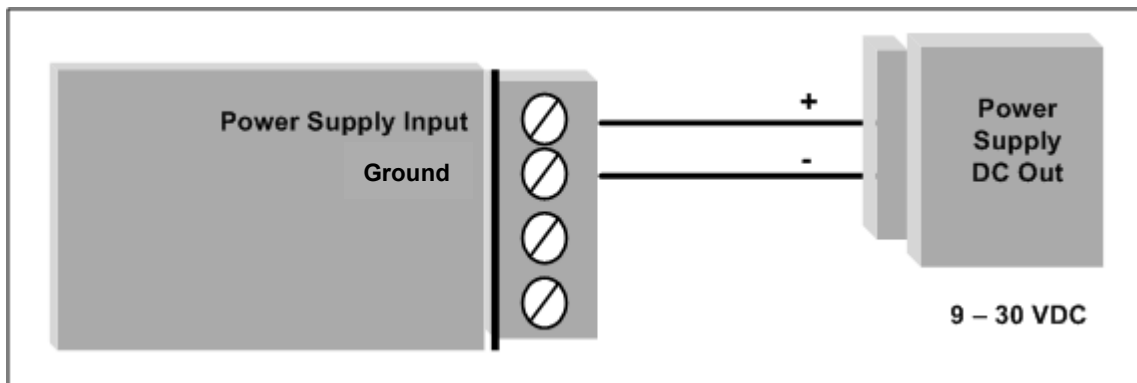 Power Supply Input
Ground
+
-
Power
Supply
DC Out
9 – 30 VDC